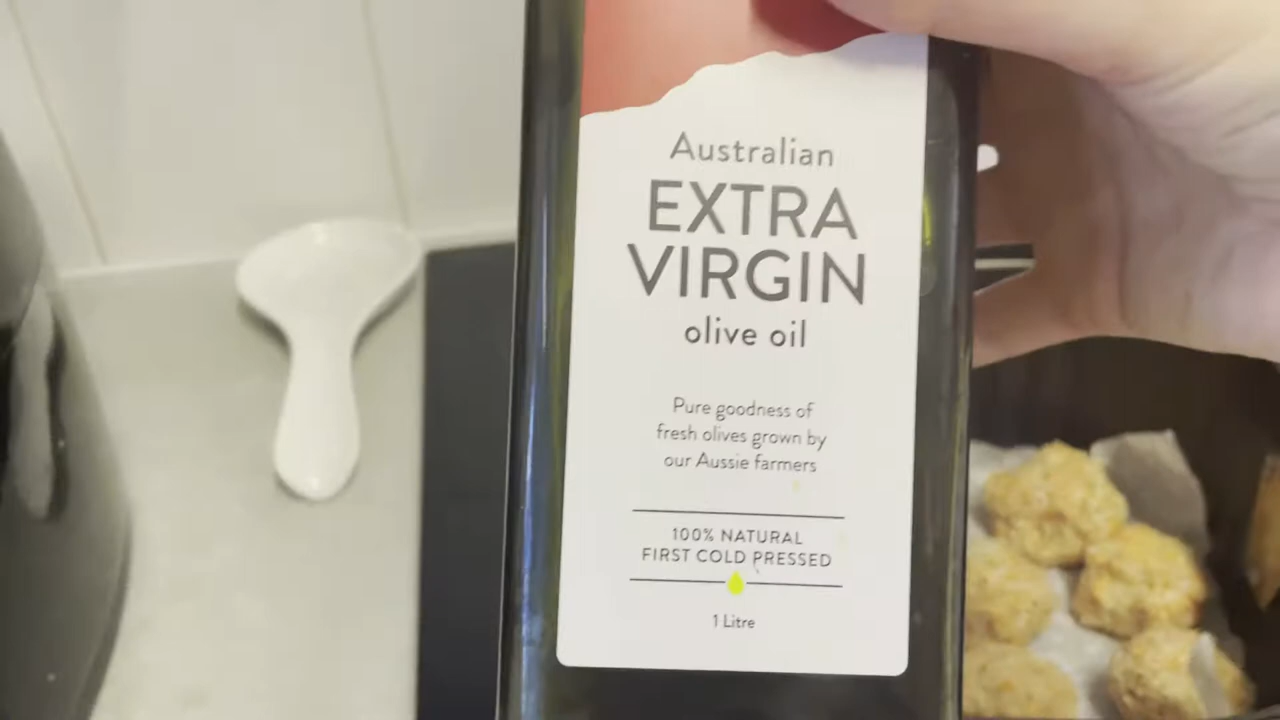 Australian
EXTRA
VIRGIN
olive oil
Pure goodness of
fresh olives grown by
our Aussie farmers
100% NATURAL
FIRST COLD PRESSED
1 Litre